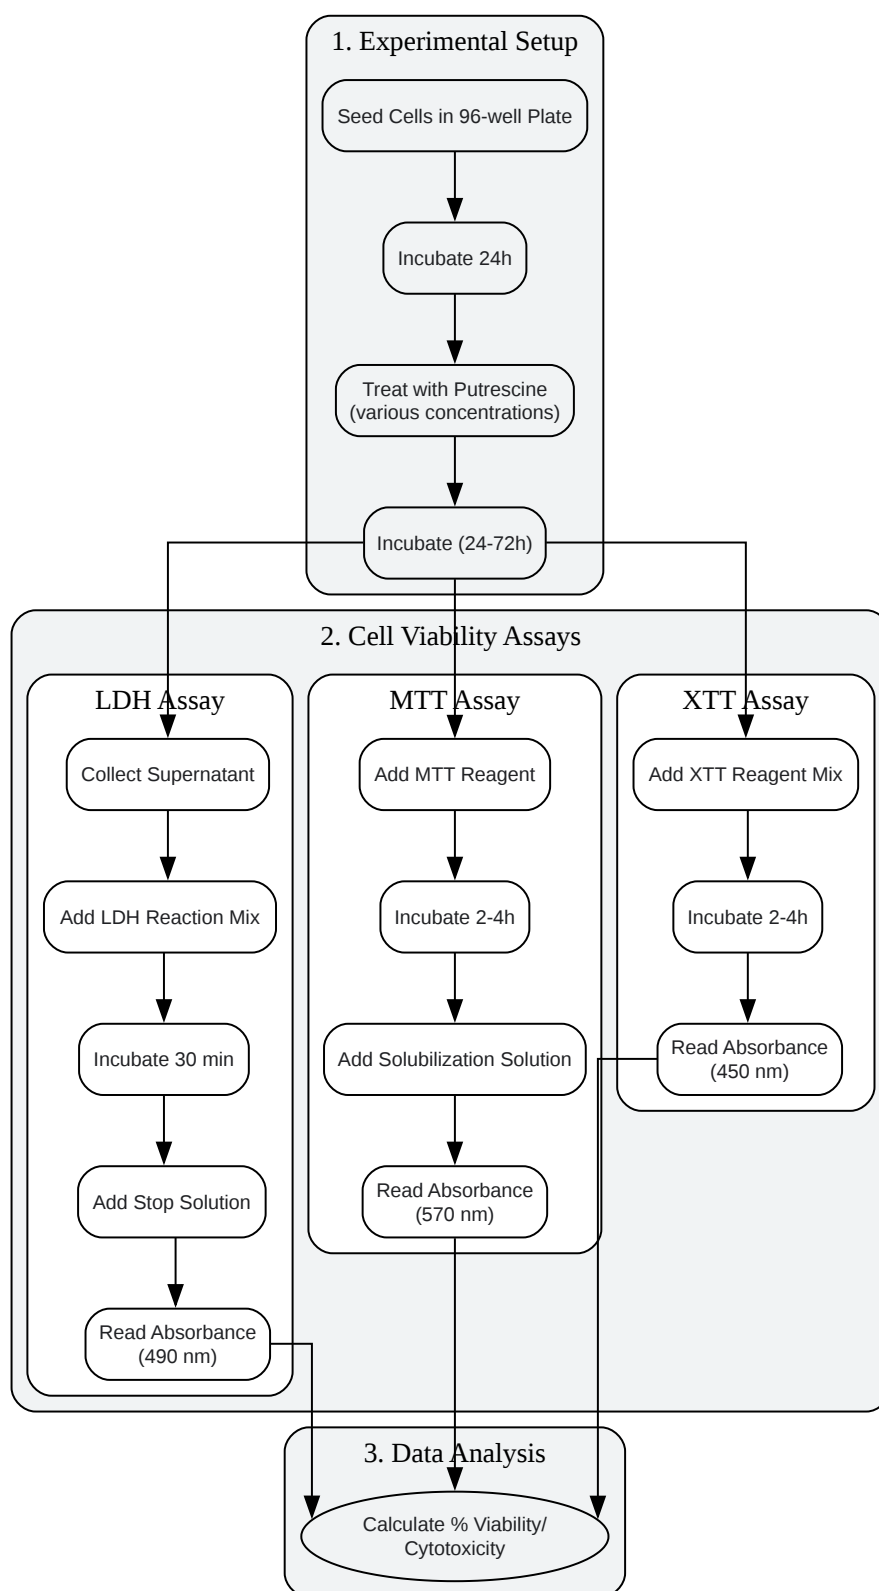 1. Experimental Setup
Seed Cells in 96-well Plate
Incubate 24h
Treat with Putrescine
(various concentrations)
Incubate (24-72h)
2. Cell Viability Assays
LDH Assay
Collect Supernatant
Add LDH Reaction Mix
Incubate 30 min
Add Stop Solution
Read Absorbance
(490 nm)
MTT Assay
Add MTT Reagent
Incubate 2-4h
Add Solubilization Solution
Read Absorbance
(570 nm)
XTT Assay
Add XTT Reagent Mix
Incubate 2-4h
Read Absorbance
(450 nm)
3. Data Analysis
Calculate % Viability/
Cytotoxicity